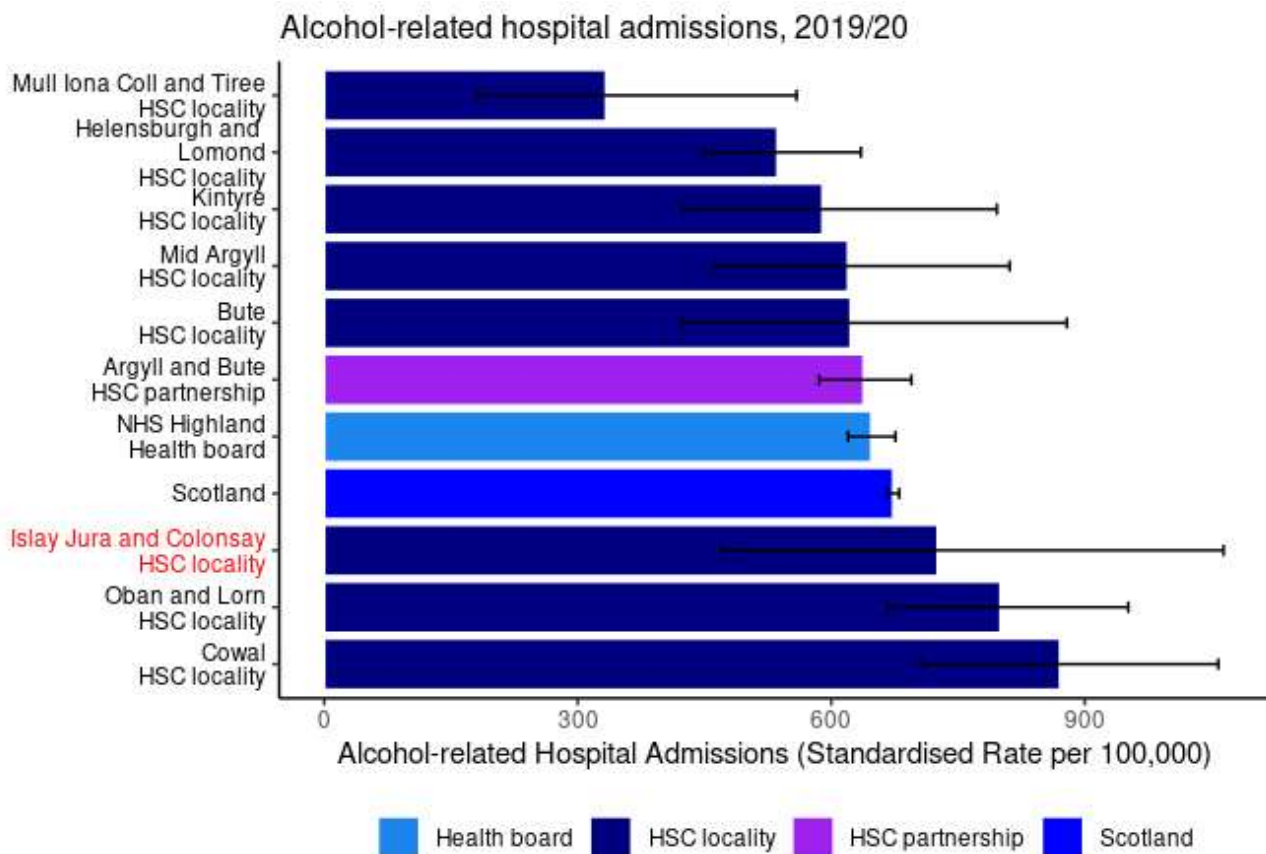 Alcohol-related hospital admissions, 2019/20
Mull Iona Coll and Tiree
HSC locality
Helensburgh and
Lomond
HSC locality
Kintyre
HSC locality
Mid Argyll
HSC locality
Bute
HSC locality
Argyll and Bute
HSC partnership
NHS Highland
Health board
Scotland
Islay Jura and Colonsay
HSC locality
Oban and Lorn
HSC locality
Cowal
HSC locality
0 300 600 900
Alcohol-related Hospital Admissions (Standardised Rate per 100,000)
Health board HSC locality HSC partnership Scotland